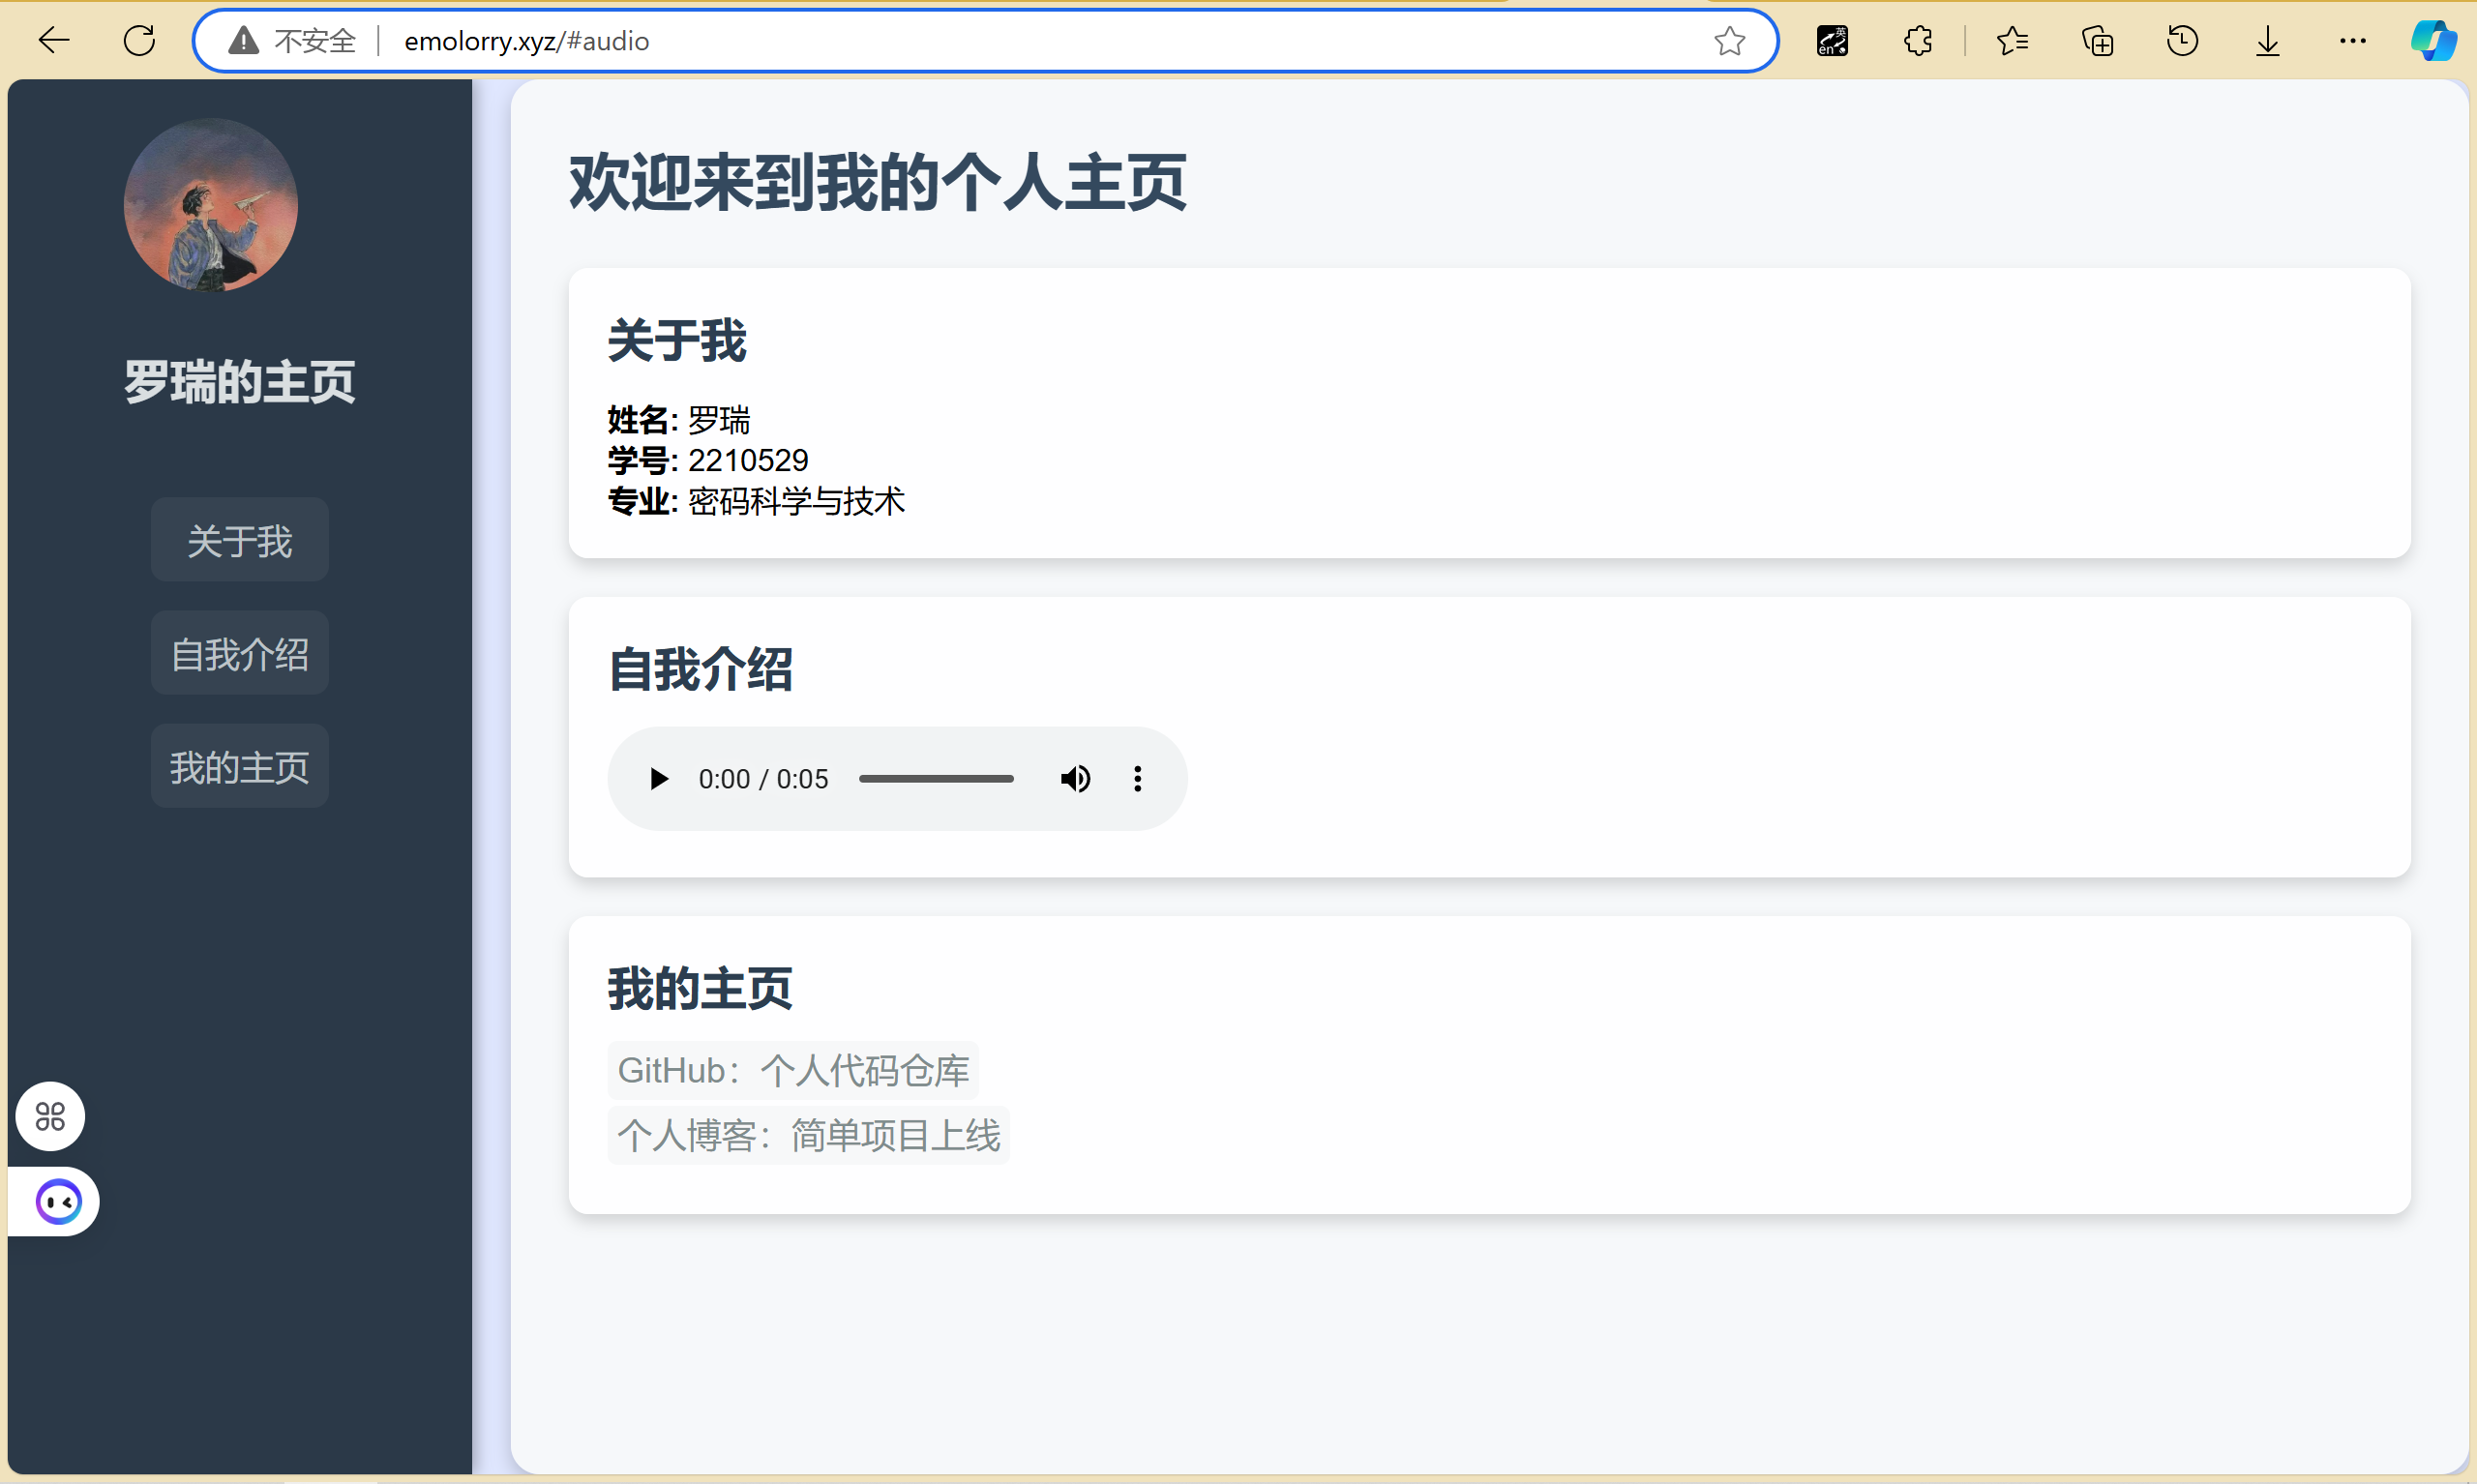 不安全
emolorry.xyz/#audio
英
en
罗瑞的主页
关于我
自我介绍
我的主页
欢迎来到我的个人主页
关于我
姓名: 罗瑞
学号: 2210529
专业: 密码科学与技术
自我介绍
0:00 / 0:05
我的主页
GitHub：个人代码仓库
个人博客：简单项目上线